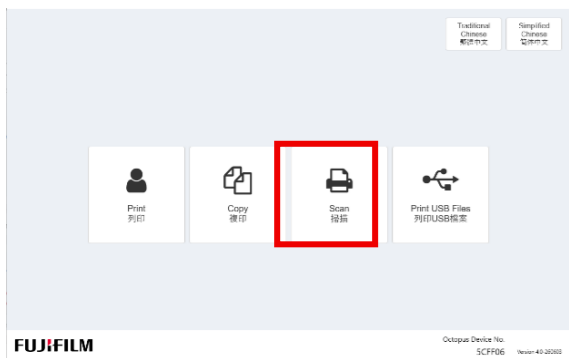 Traditional
Chinese
繁體中文
Simplified
Chinese
简体中文
Print
列印
Copy
複印
Scan
掃描
Print USB Files
列印USB檔案
FUJIFILM
Octopus Device No.
5CFF06